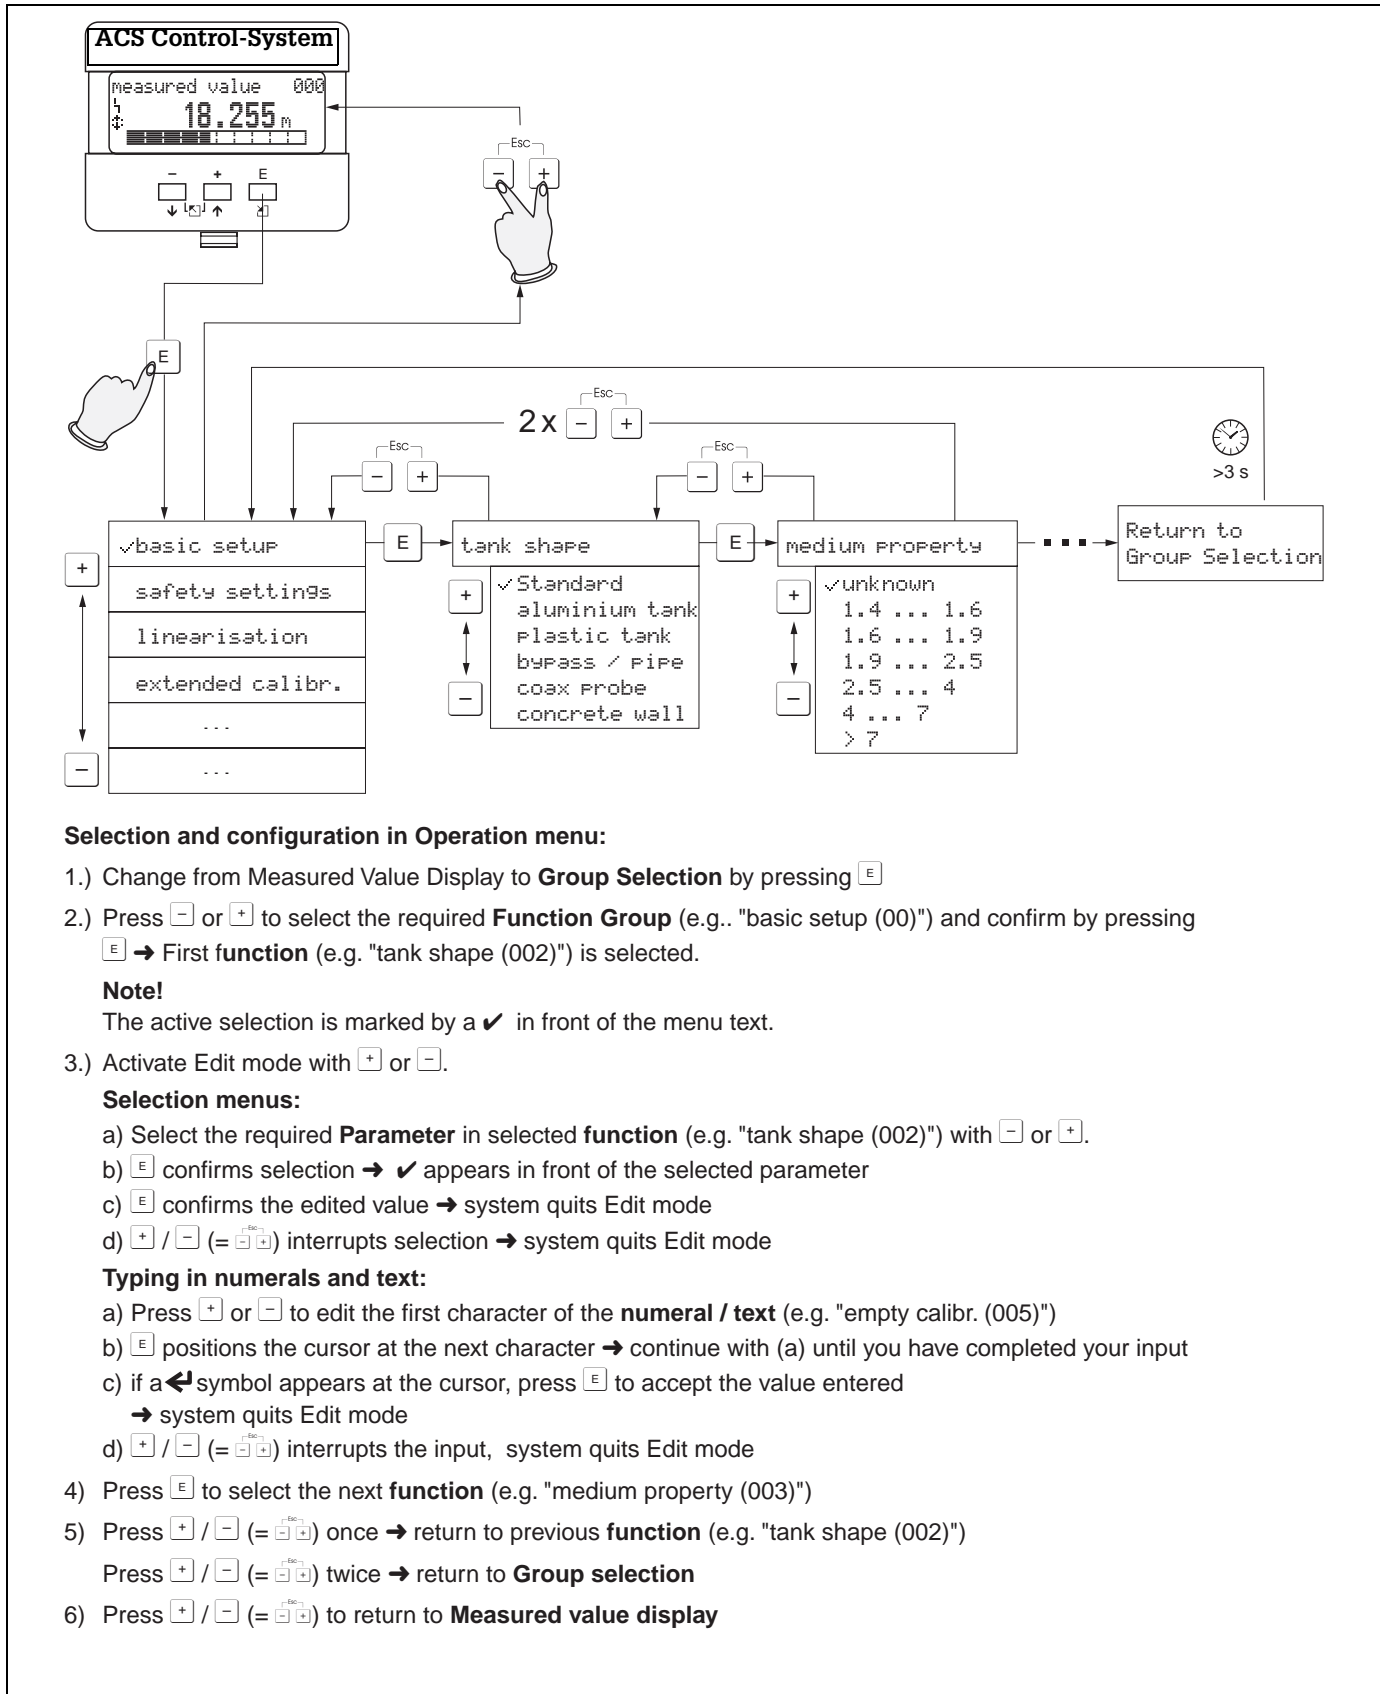 ACS Control-System
measured value 000
18.255 m
Esc
– +
– + E
E
Esc
2 x – +
Esc
– +
Esc
– +
>3 s
✓basic setup
safety settings
linearisation
extended calibr.
...
...
+
–
E
tank shape
✓Standard
aluminium tank
plastic tank
bypass / pipe
coax probe
concrete wall
+
–
E
medium property
✓unknown
1.4 ... 1.6
1.6 ... 1.9
1.9 ... 2.5
2.5 ... 4
4 ... 7
> 7
+
–
Return to
Group Selection
Selection and configuration in Operation menu:
1.) Change from Measured Value Display to Group Selection by pressing E
2.) Press – or + to select the required Function Group (e.g.. "basic setup (00)") and confirm by pressing
E ➜ First function (e.g. "tank shape (002)") is selected.
Note!
The active selection is marked by a ✔ in front of the menu text.
3.) Activate Edit mode with + or –.
Selection menus:
a) Select the required Parameter in selected function (e.g. "tank shape (002)") with – or +.
b) E confirms selection ➜ ✔ appears in front of the selected parameter
c) E confirms the edited value ➜ system quits Edit mode
d) + / – (= Esc – +) interrupts selection ➜ system quits Edit mode
Typing in numerals and text:
a) Press + or – to edit the first character of the numeral / text (e.g. "empty calibr. (005)")
b) E positions the cursor at the next character ➜ continue with (a) until you have completed your input
c) if a ↵ symbol appears at the cursor, press E to accept the value entered
➜ system quits Edit mode
d) + / – (= Esc – +) interrupts the input, system quits Edit mode
4) Press E to select the next function (e.g. "medium property (003)")
5) Press + / – (= Esc – +) once ➜ return to previous function (e.g. "tank shape (002)")
Press + / – (= Esc – +) twice ➜ return to Group selection
6) Press + / – (= Esc – +) to return to Measured value display